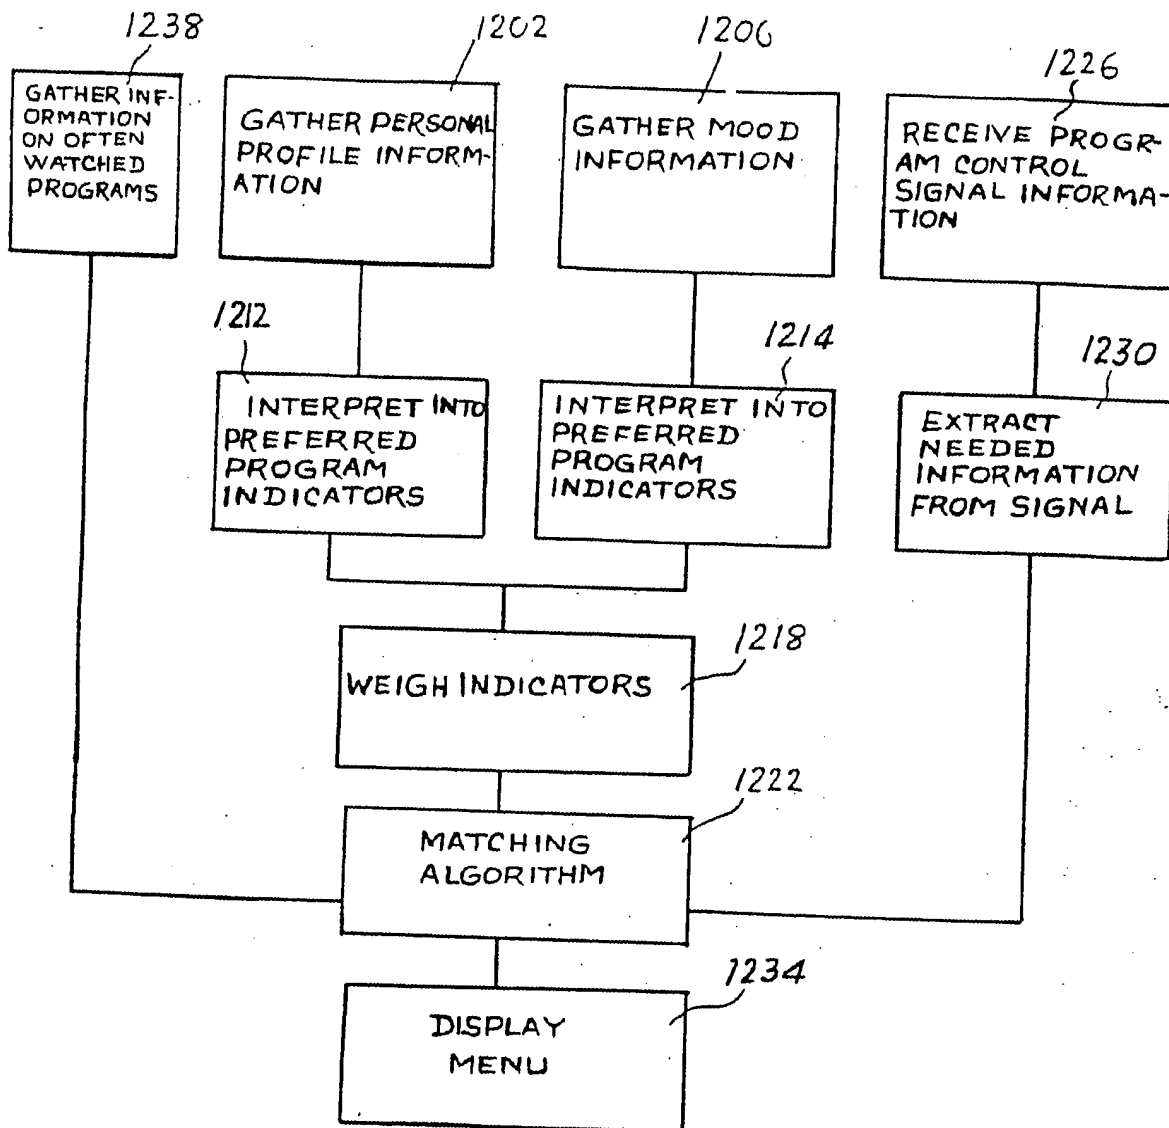 1238
1202
1206
1226
GATHER INF-
ORMATION
ON OFTEN
WATCHED
PROGRAMS
GATHER PERSONAL
PROFILE INFORM-
ATION
GATHER MOOD
INFORMATION
RECEIVE PROGR-
AM CONTROL
SIGNAL INFORMA-
TION
1212
1214
1230
INTERPRET INTO
PREFERRED
PROGRAM
INDICATORS
INTERPRET INTO
PREFERRED
PROGRAM
INDICATORS
EXTRACT
NEEDED
INFORMATION
FROM SIGNAL
1218
WEIGH INDICATORS
1222
MATCHING
ALGORITHM
1234
DISPLAY
MENU